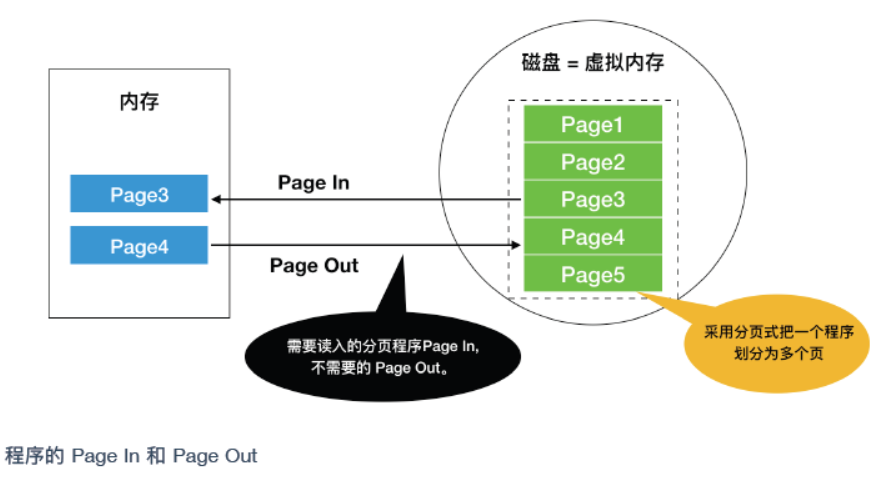 磁盘 = 虚拟内存
内存
Page1
Page2
Page3
Page4
Page5
Page3
Page4
Page In
Page Out
需要读入的分页程序Page In,
不需要的 Page Out。
采用分页式把一个程序
划分为多个页
程序的 Page In 和 Page Out